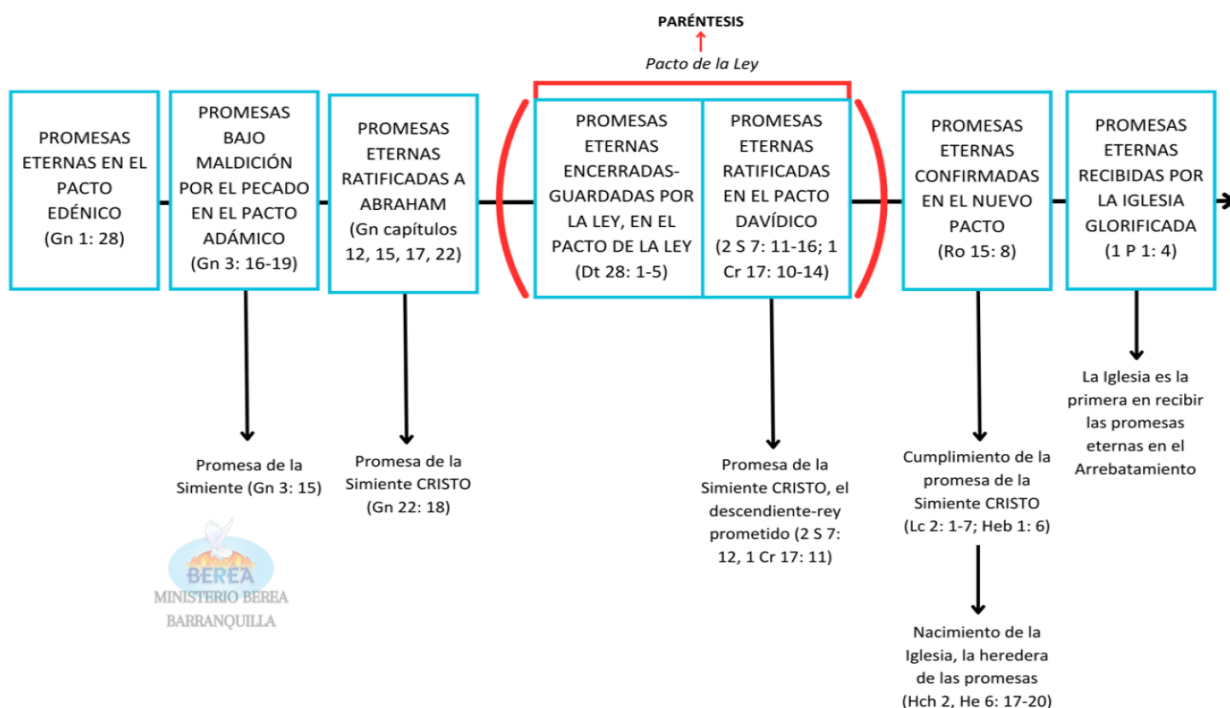 PARÉNTESIS
Pacto de la Ley
PROMESAS
ETERNAS EN EL
PACTO
EDÉNICO
(Gn 1: 28)
PROMESAS
BAJO
MALDICIÓN
POR EL PECADO
EN EL PACTO
ADÁMICO
(Gn 3: 16-19)
PROMESAS
ETERNAS
RATIFICADAS A
ABRAHAM
(Gn capítulos
12, 15, 17, 22)
PROMESAS
ETERNAS
ENCERRADAS-
GUARDADAS POR
LA LEY, EN EL
PACTO DE LA LEY
(Dt 28: 1-5)
PROMESAS
ETERNAS
RATIFICADAS
EN EL PACTO
DAVÍDICO
(2 S 7: 11-16; 1
Cr 17: 10-14)
PROMESAS
ETERNAS
CONFIRMADAS
EN EL NUEVO
PACTO
(Ro 15: 8)
PROMESAS
ETERNAS
RECIBIDAS POR
LA IGLESIA
GLORIFICADA
(1 P 1: 4)
Promesa de la
Simiente (Gn 3: 15)
Promesa de la
Simiente CRISTO
(Gn 22: 18)
Promesa de la
Simiente CRISTO, el
descendiente-rey
prometido (2 S 7:
12, 1 Cr 17: 11)
Cumplimiento de la
promesa de la
Simiente CRISTO
(Lc 2: 1-7; Heb 1: 6)
Nacimiento de la
Iglesia, la heredera
de las promesas
(Hch 2, He 6: 17-20)
La Iglesia es la
primera en recibir
las promesas
eternas en el
Arrebatamiento
BEREA
MINISTERIO BEREA
BARRANQUILLA